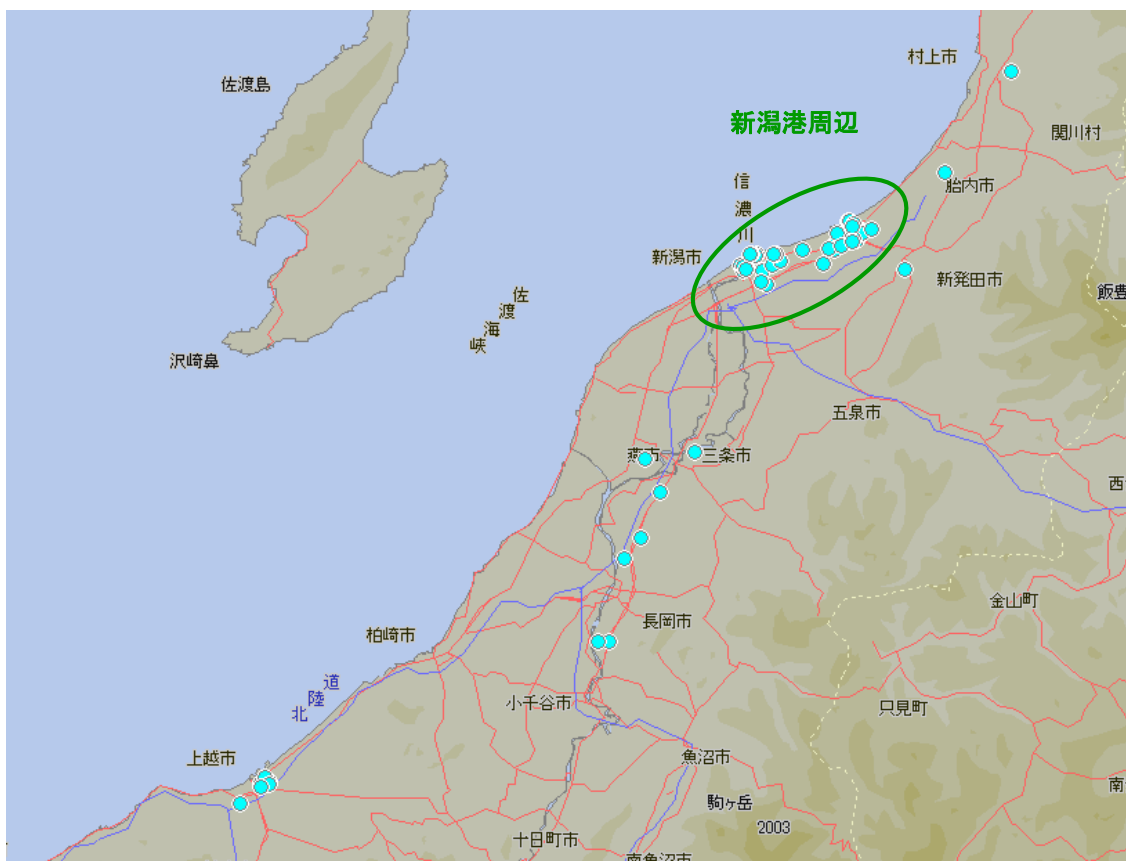 村上市
佐渡島
新潟港周辺
関川村
胎内市
信濃川
新潟市
新発田市
飯豊
佐渡海峡
沢崎鼻
五泉市
燕市
三条市
西
金山町
長岡市
柏崎市
北陸道
小千谷市
只見町
上越市
魚沼市
南
駒ヶ岳
2003
十日町市
南魚沼市